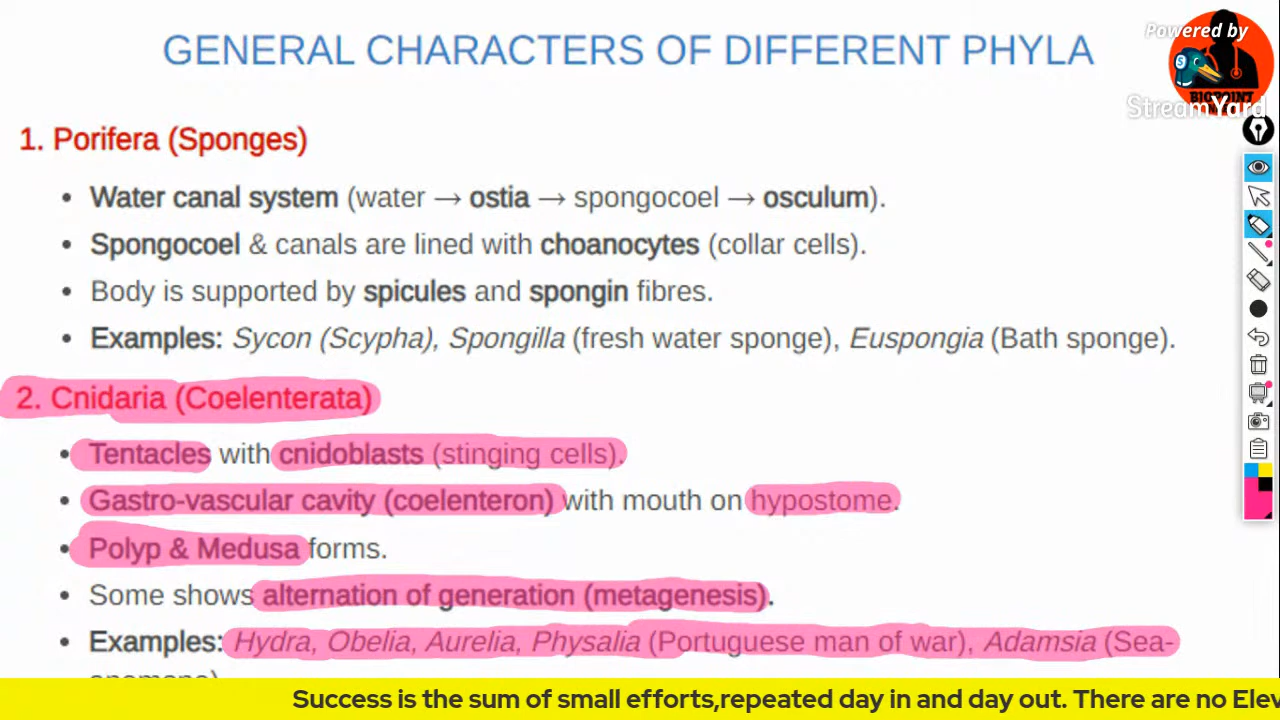 GENERAL CHARACTERS OF DIFFERENT PHYLA
Powered by
StreamYard
BIGPOINT
1. Porifera (Sponges)
• Water canal system (water → ostia → spongocoel → osculum).
• Spongocoel & canals are lined with choanocytes (collar cells).
• Body is supported by spicules and spongin fibres.
• Examples: Sycon (Scypha), Spongilla (fresh water sponge), Euspongia (Bath sponge).
2. Cnidaria (Coelenterata)
• Tentacles with cnidoblasts (stinging cells).
• Gastro-vascular cavity (coelenteron) with mouth on hypostome.
• Polyp & Medusa forms.
• Some shows alternation of generation (metagenesis).
• Examples: Hydra, Obelia, Aurelia, Physalia (Portuguese man of war), Adamsia (Sea-
Success is the sum of small efforts,repeated day in and day out. There are no Elev